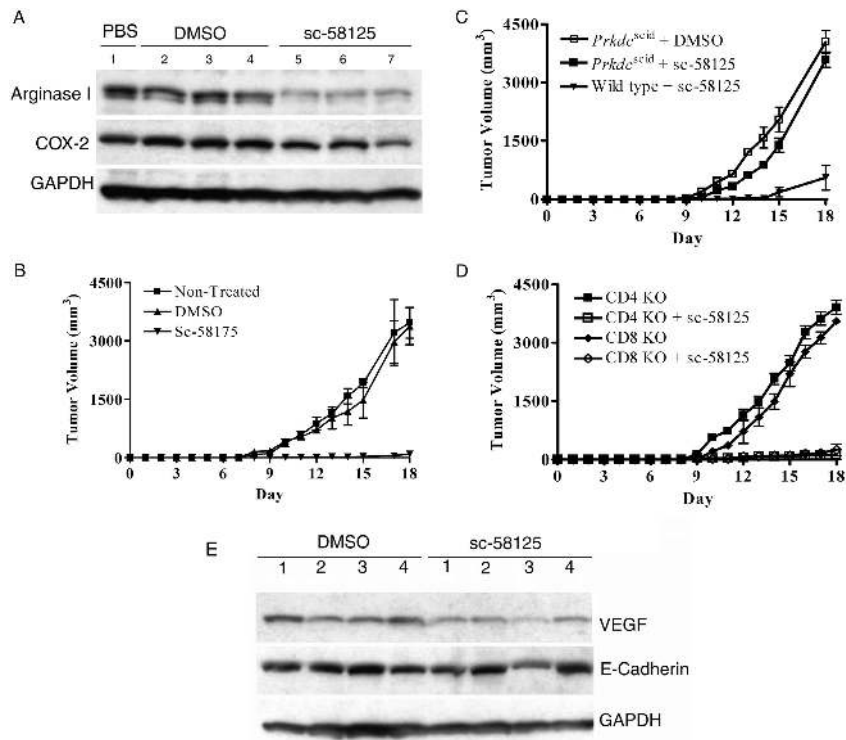 A
PBS DMSO sc-58125
1 2 3 4 5 6 7
Arginase I
COX-2
GAPDH
B
Tumor Volume (mm³)
4500
3000
1500
0
Non-Treated
DMSO
Sc-58175
0 3 6 9 12 15 18
Day
C
Tumor Volume (mm³)
4500
3000
1500
0
Prkdcscid + DMSO
Prkdcscid + sc-58125
Wild type – sc-58125
0 3 6 9 12 15 18
Day
D
Tumor Volume (mm³)
4500
3000
1500
0
CD4 KO
CD4 KO + sc-58125
CD8 KO
CD8 KO + sc-58125
0 3 6 9 12 15 18
Day
E
DMSO sc-58125
1 2 3 4 1 2 3 4
VEGF
E-Cadherin
GAPDH